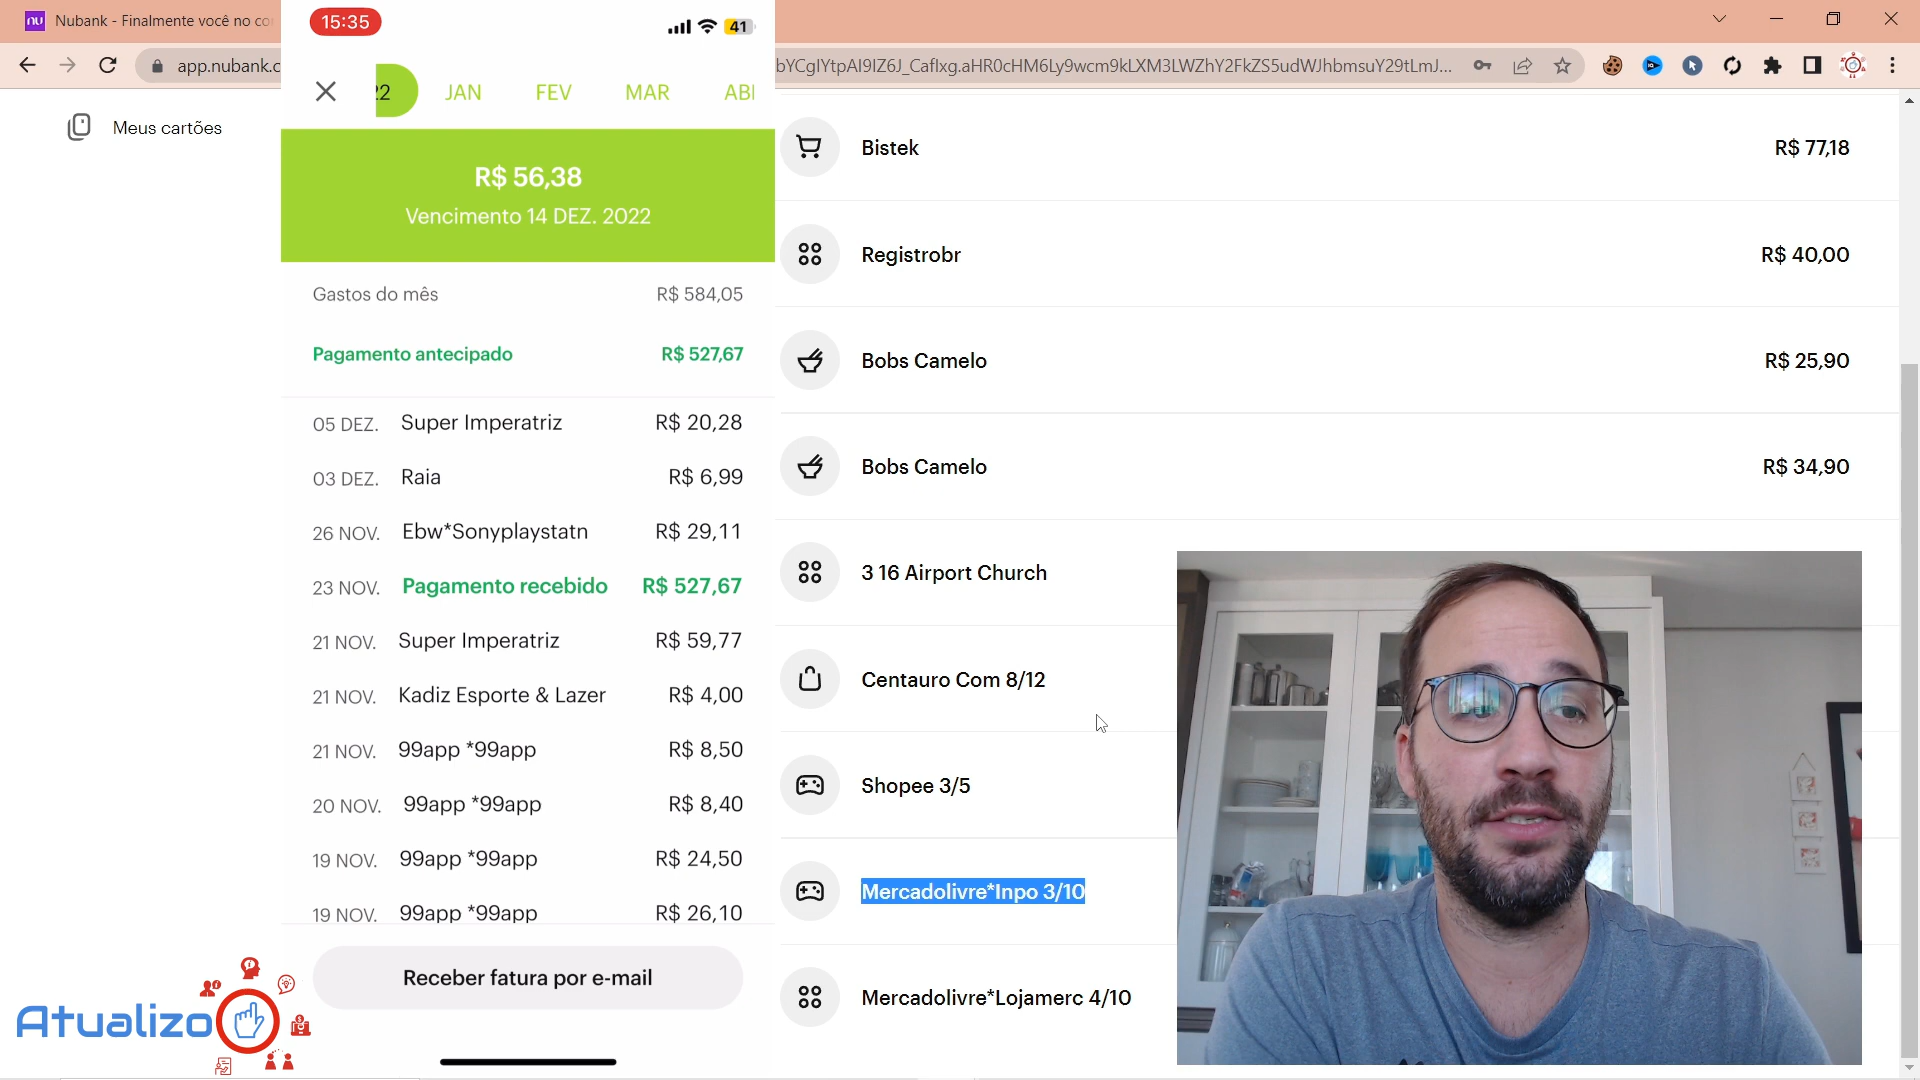 nu Nubank - Finalmente você no co
app.nubank.c
bYCgIYtpAI9IZ6J_Caflxg.aHR0cHM6Ly9wcm9kLXM3LWZhY2FkZS5udWJhbmsuY29tLmJ...
Meus cartões
15:35
41
22 JAN FEV MAR ABI
R$ 56,38
Vencimento 14 DEZ. 2022
Gastos do mês R$ 584,05
Pagamento antecipado R$ 527,67
05 DEZ. Super Imperatriz R$ 20,28
03 DEZ. Raia R$ 6,99
26 NOV. Ebw*Sonyplaystatn R$ 29,11
23 NOV. Pagamento recebido R$ 527,67
21 NOV. Super Imperatriz R$ 59,77
21 NOV. Kadiz Esporte & Lazer R$ 4,00
21 NOV. 99app *99app R$ 8,50
20 NOV. 99app *99app R$ 8,40
19 NOV. 99app *99app R$ 24,50
19 NOV. 99app *99app R$ 26,10
Receber fatura por e-mail
Bistek R$ 77,18
Registrobr R$ 40,00
Bobs Camelo R$ 25,90
Bobs Camelo R$ 34,90
3 16 Airport Church
Centauro Com 8/12
Shopee 3/5
Mercadolivre*Inpo 3/10
Mercadolivre*Lojamerc 4/10
Atualizo